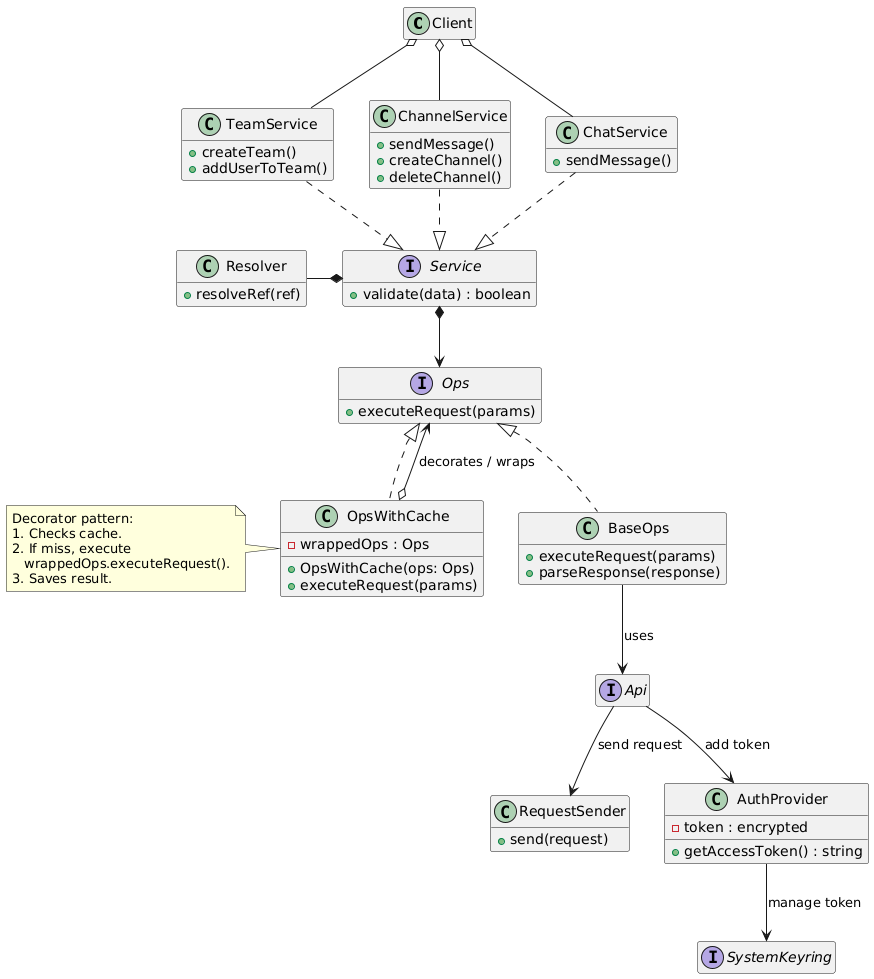 C Client
C TeamService
createTeam()
addUserToTeam()
C ChannelService
sendMessage()
createChannel()
deleteChannel()
C ChatService
sendMessage()
C Resolver
resolveRef(ref)
I Service
validate(data) : boolean
I Ops
executeRequest(params)
decorates / wraps
Decorator pattern:
1. Checks cache.
2. If miss, execute
wrappedOps.executeRequest().
3. Saves result.
C OpsWithCache
wrappedOps : Ops
OpsWithCache(ops: Ops)
executeRequest(params)
C BaseOps
executeRequest(params)
parseResponse(response)
uses
I Api
send request
add token
C RequestSender
send(request)
C AuthProvider
token : encrypted
getAccessToken() : string
manage token
I SystemKeyring